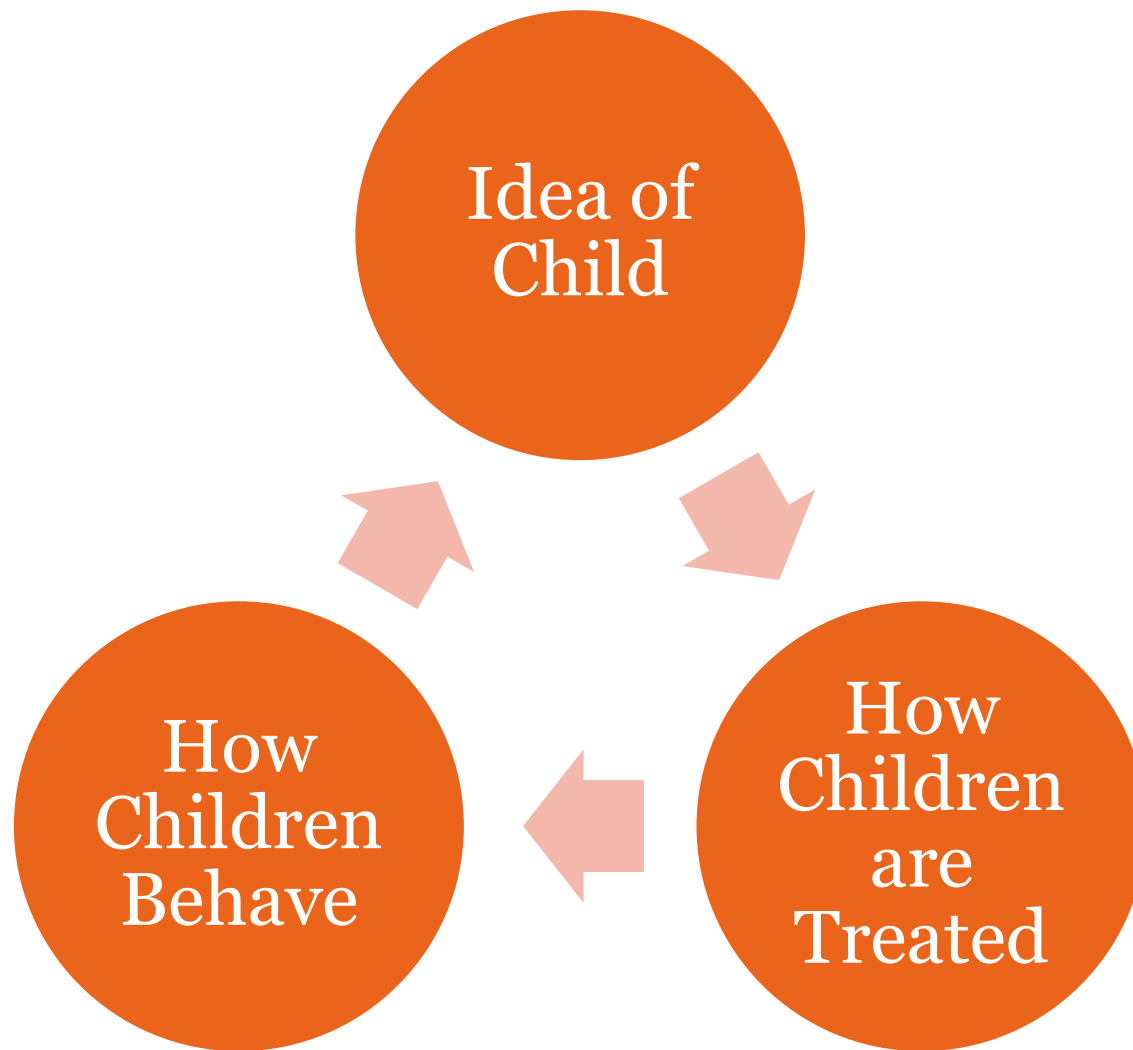 Idea of
Child
How
Children
are
Treated
How
Children
Behave